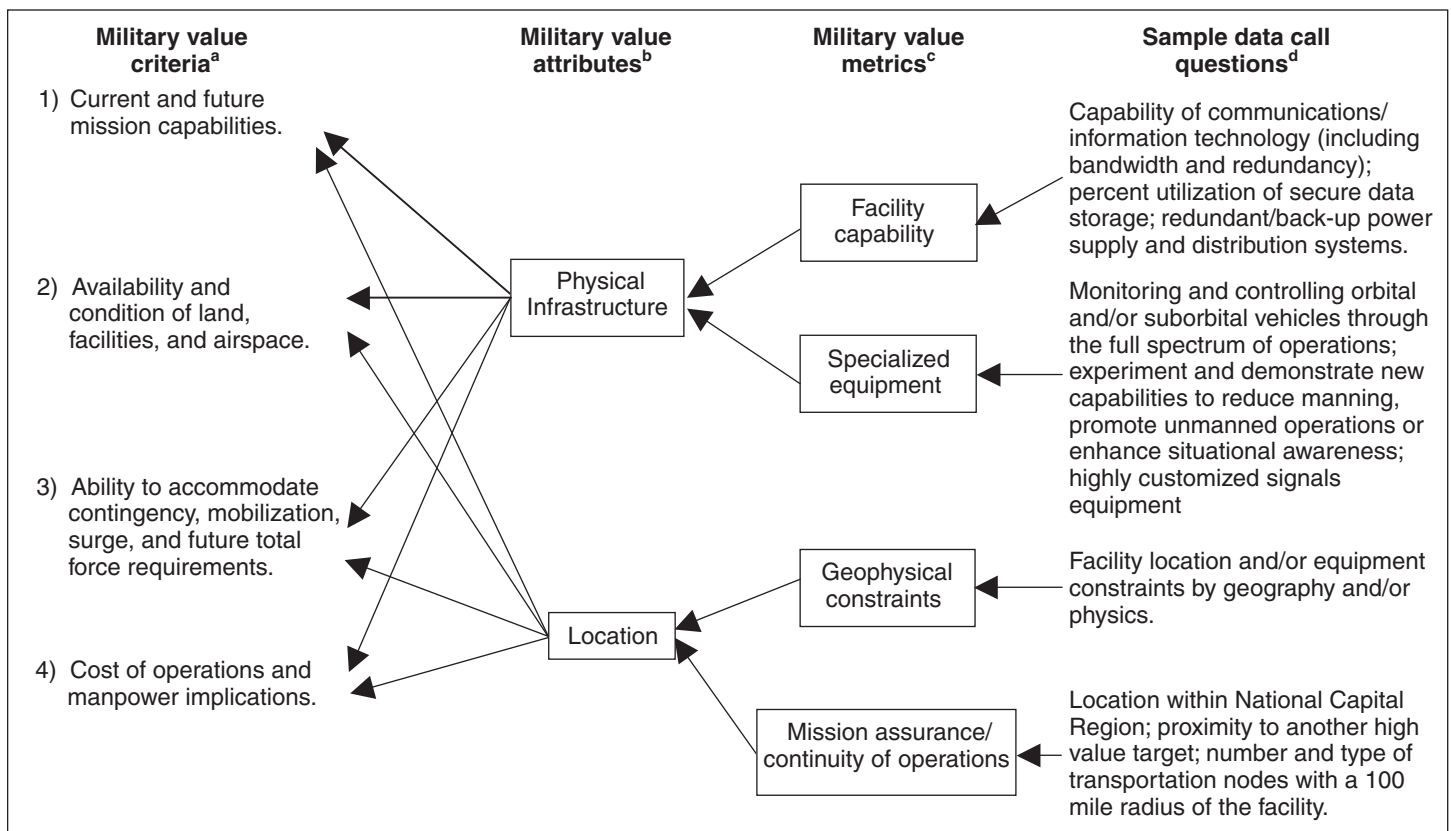 Military value
criteriaa
Military value
attributesb
Military value
metricsc
Sample data call
questionsd
1) Current and future
mission capabilities.
2) Availability and
condition of land,
facilities, and airspace.
3) Ability to accommodate
contingency, mobilization,
surge, and future total
force requirements.
4) Cost of operations and
manpower implications.
Physical
Infrastructure
Location
Facility
capability
Specialized
equipment
Geophysical
constraints
Mission assurance/
continuity of operations
Capability of communications/
information technology (including
bandwidth and redundancy);
percent utilization of secure data
storage; redundant/back-up power
supply and distribution systems.
Monitoring and controlling orbital
and/or suborbital vehicles through
the full spectrum of operations;
experiment and demonstrate new
capabilities to reduce manning,
promote unmanned operations or
enhance situational awareness;
highly customized signals
equipment
Facility location and/or equipment
constraints by geography and/or
physics.
Location within National Capital
Region; proximity to another high
value target; number and type of
transportation nodes with a 100
mile radius of the facility.